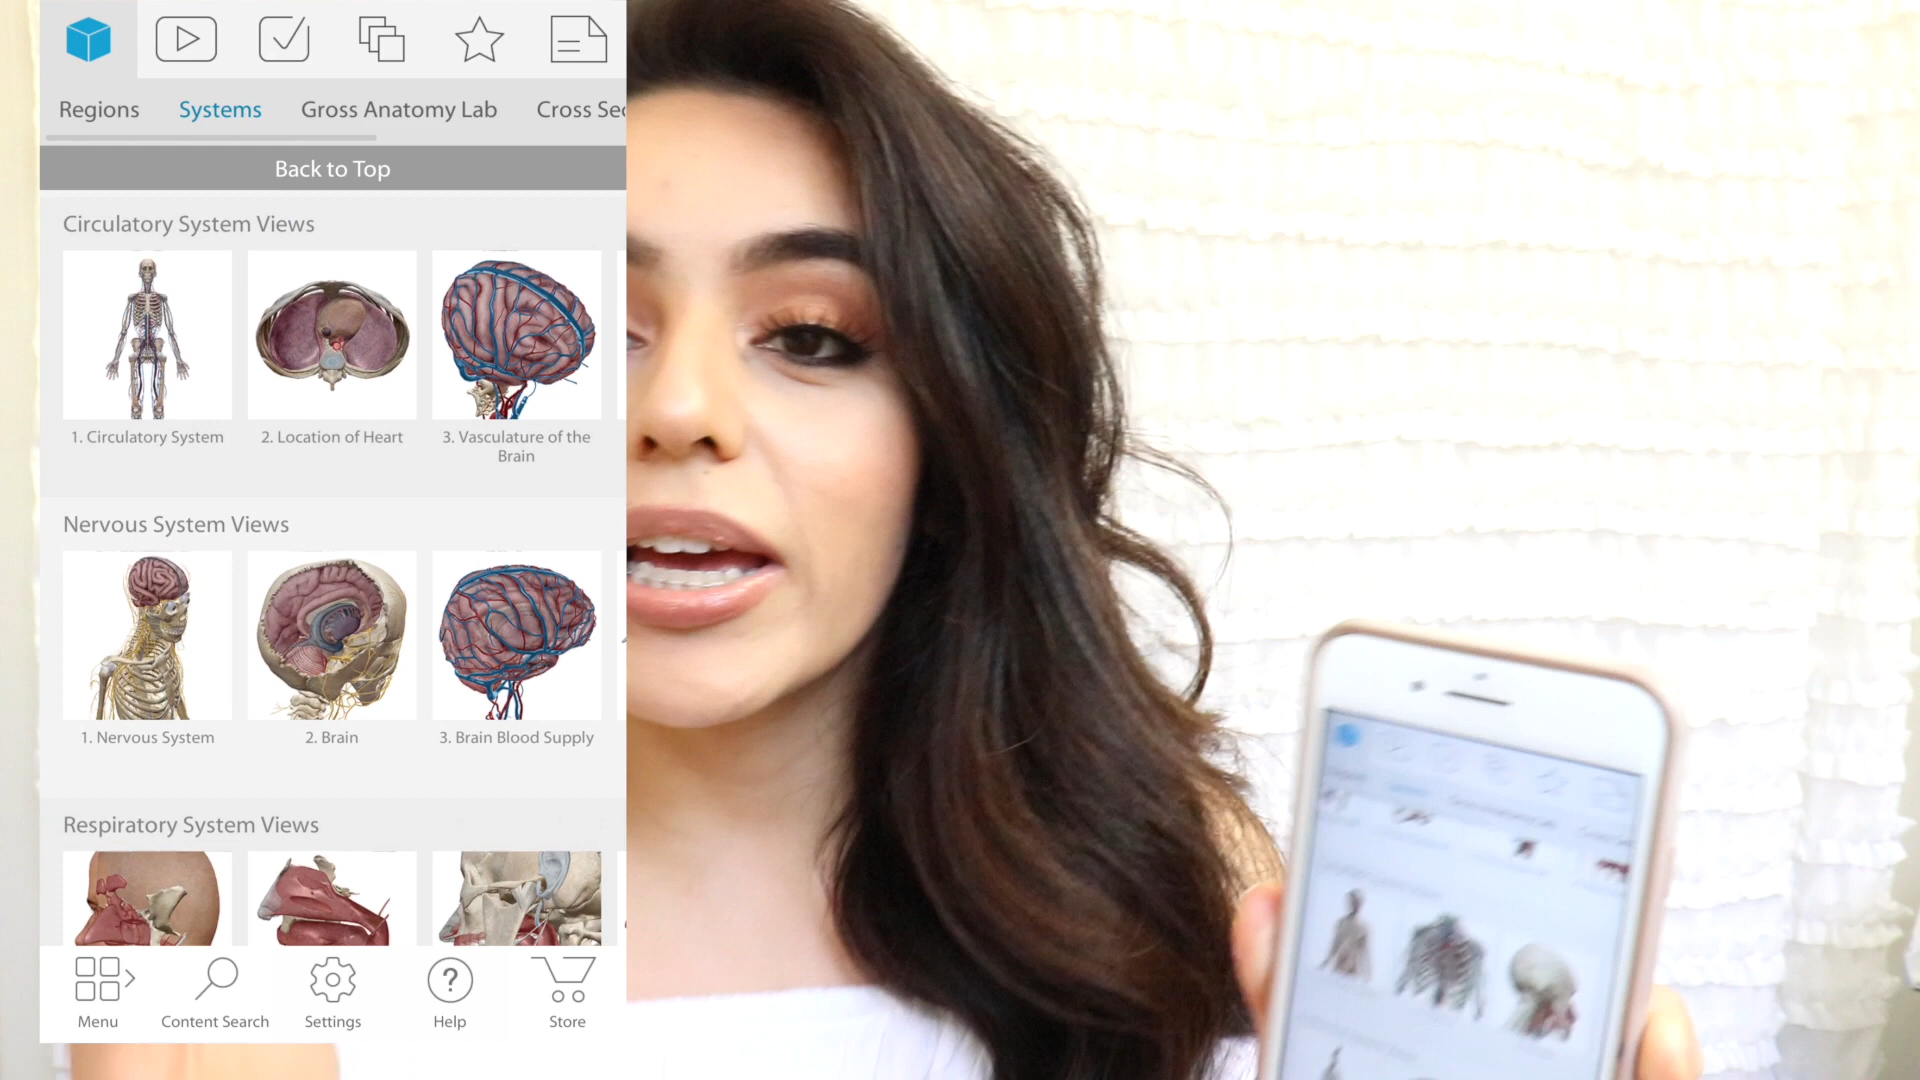 Regions Systems Gross Anatomy Lab Cross Sec
Back to Top
Circulatory System Views
1. Circulatory System
2. Location of Heart
3. Vasculature of the
Brain
Nervous System Views
1. Nervous System
2. Brain
3. Brain Blood Supply
Respiratory System Views
Menu
Content Search
Settings
?
Help
Store